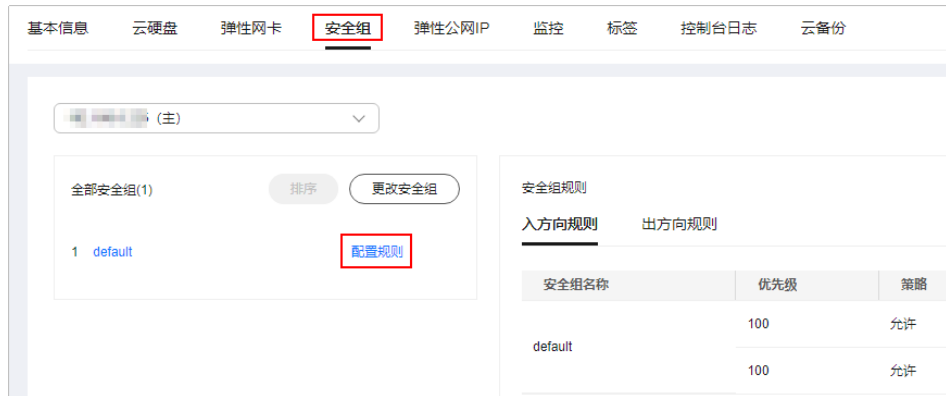 基本信息 云硬盘 弹性网卡 安全组 弹性公网IP 监控 标签 控制台日志 云备份
(主)
全部安全组(1) 排序 更改安全组
1 default 配置规则
安全组规则
入方向规则 出方向规则
安全组名称 优先级 策略
default
100 允许
100 允许